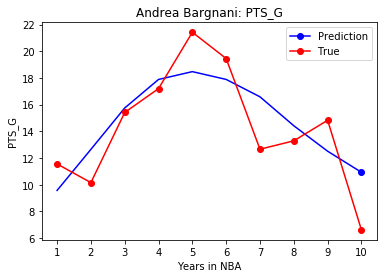 Andrea Bargnani: PTS_G
Prediction
True
PTS_G
22
20
18
16
14
12
10
8
6
1 2 3 4 5 6 7 8 9 10
Years in NBA